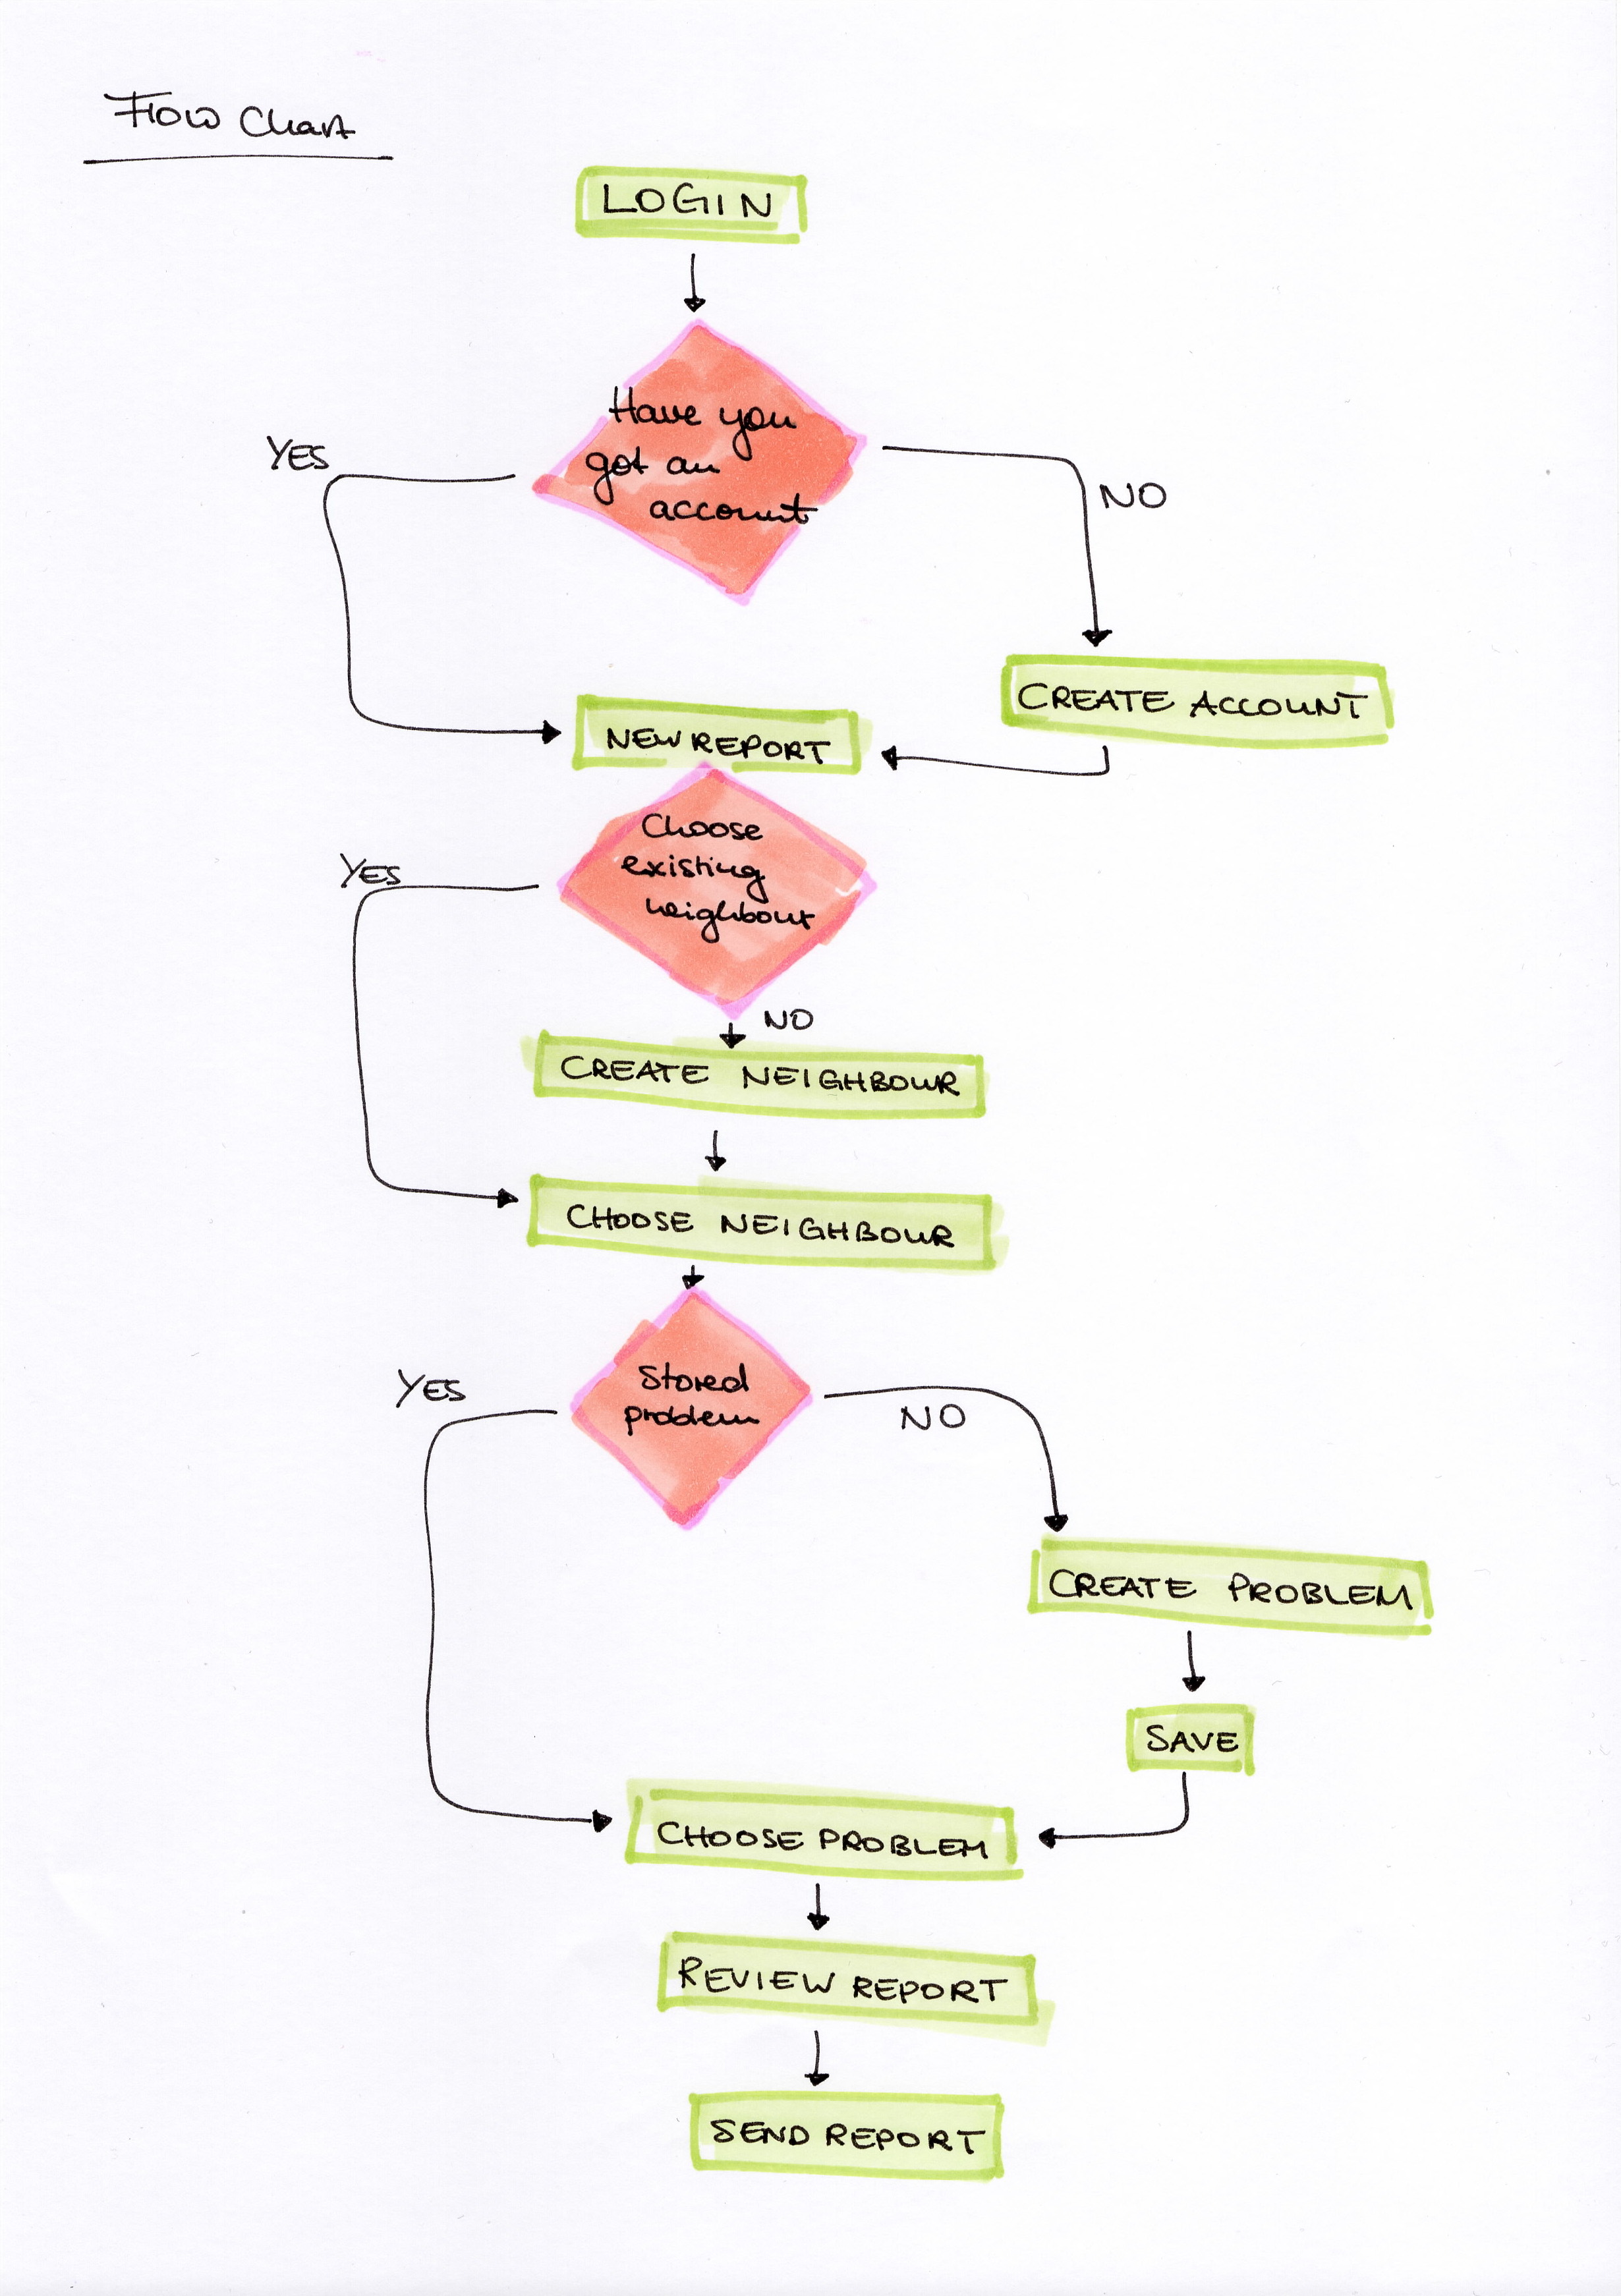 Flow Chart
LOGIN
Have you
got an
account
YES
NO
CREATE ACCOUNT
NEW REPORT
Choose
existing
neighbour
YES
NO
CREATE NEIGHBOUR
CHOOSE NEIGHBOUR
Stored
problem
YES
NO
CREATE PROBLEM
SAVE
CHOOSE PROBLEM
REVIEW REPORT
SEND REPORT